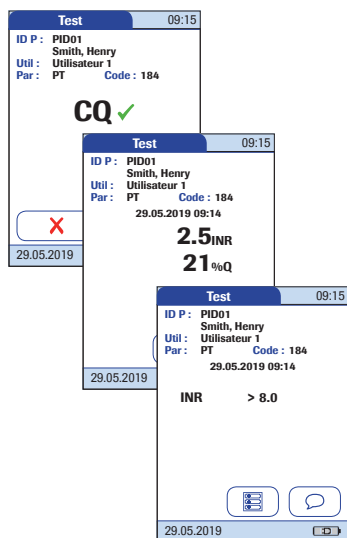 Test 09:15
ID P : PID01
Smith, Henry
Util : Utilisateur 1
Par : PT Code : 184
CQ
29.05.2019
Test 09:15
ID P : PID01
Smith, Henry
Util : Utilisateur 1
Par : PT Code : 184
29.05.2019 09:14
2.5INR
21%Q
29.05.2019
Test 09:15
ID P : PID01
Smith, Henry
Util : Utilisateur 1
Par : PT Code : 184
29.05.2019 09:14
INR > 8.0
29.05.2019